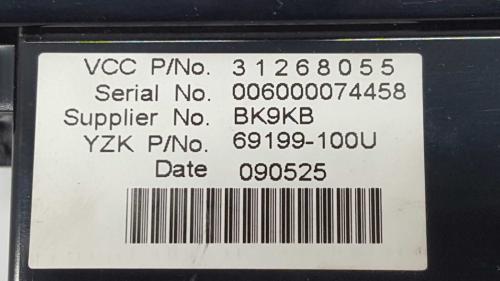 VCC P/No. 31268055
Serial No. 006000074458
Supplier No. BK9KB
YZK P/No. 69199-100U
Date 090525